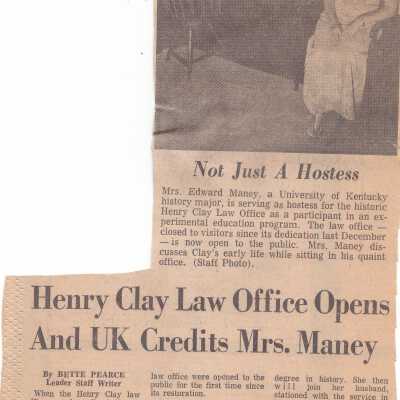 Not Just A Hostess
Mrs. Edward Maney, a University of Kentucky
history major, is serving as hostess for the historic
Henry Clay Law Office as a participant in an ex-
perimental education program. The law office —
closed to visitors since its dedication last December
— is now open to the public. Mrs. Maney dis-
cusses Clay's early life while sitting in his quaint
office. (Staff Photo).
Henry Clay Law Office Opens
And UK Credits Mrs. Maney
By BETTE PEARCE
Leader Staff Writer
When the Henry Clay law
law office were opened to the
public for the first time since
its restoration.
degree in history. She then
will join her husband,
stationed with the service in